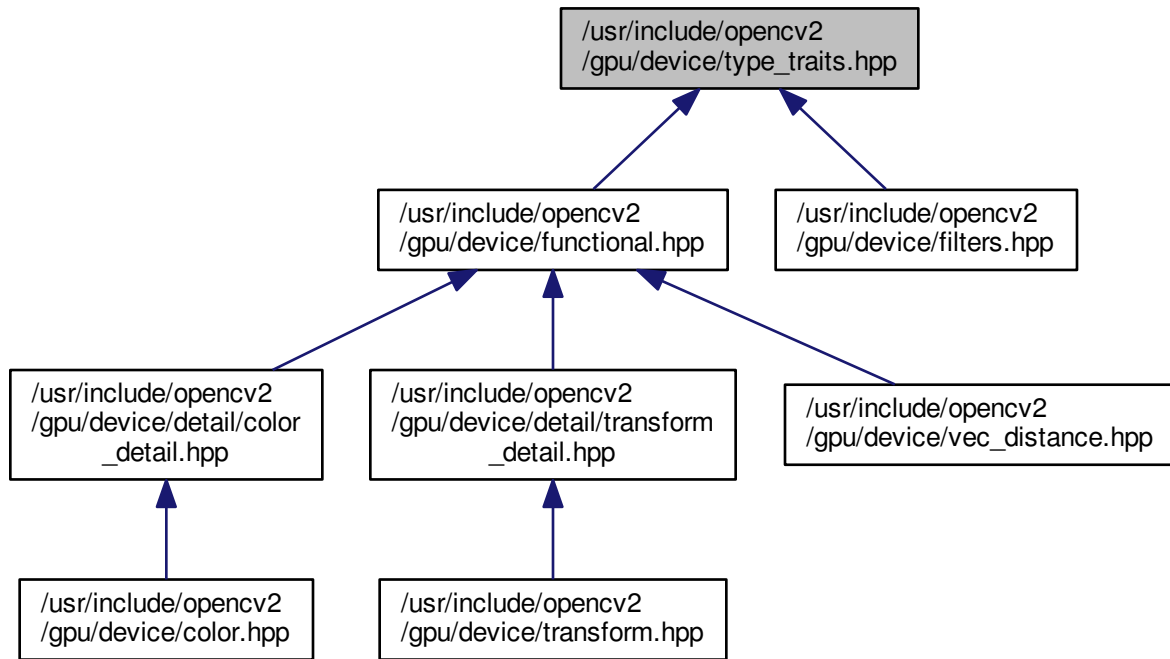 /usr/include/opencv2
/gpu/device/type_traits.hpp
/usr/include/opencv2
/gpu/device/functional.hpp
/usr/include/opencv2
/gpu/device/filters.hpp
/usr/include/opencv2
/gpu/device/detail/color
_detail.hpp
/usr/include/opencv2
/gpu/device/detail/transform
_detail.hpp
/usr/include/opencv2
/gpu/device/vec_distance.hpp
/usr/include/opencv2
/gpu/device/color.hpp
/usr/include/opencv2
/gpu/device/transform.hpp